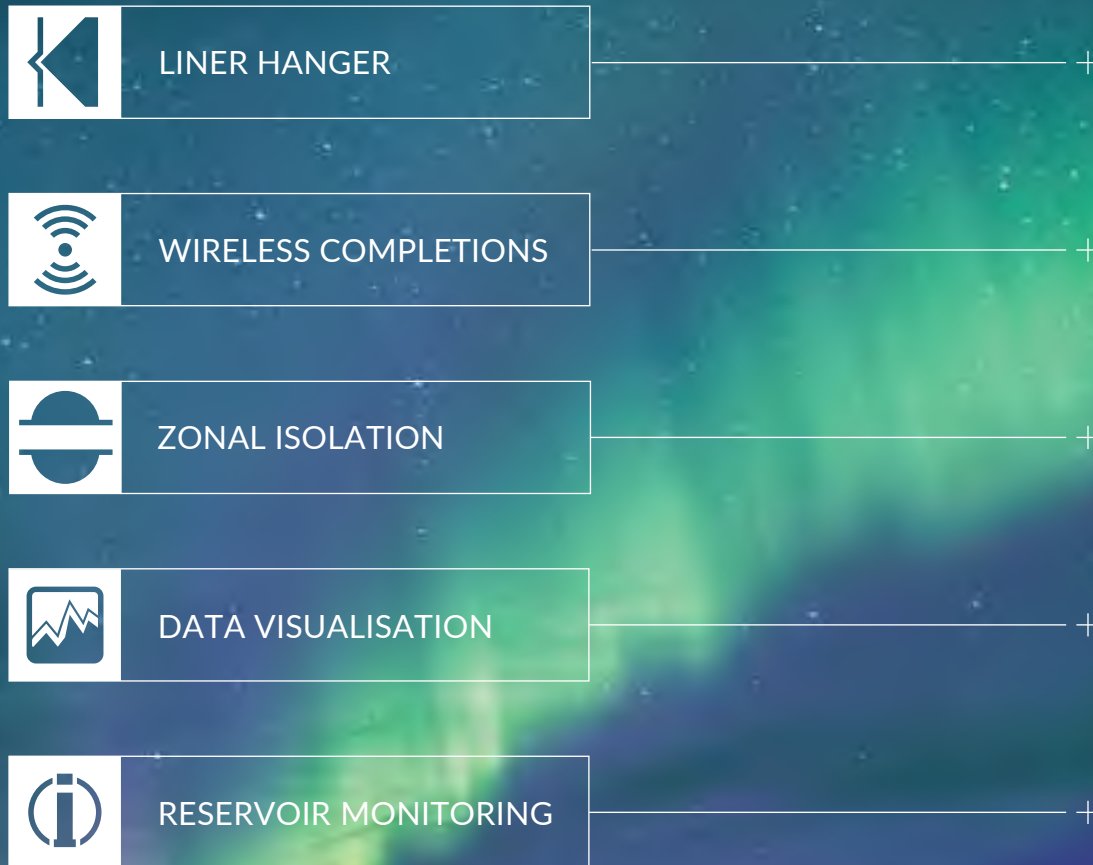 LINER HANGER
WIRELESS COMPLETIONS
ZONAL ISOLATION
DATA VISUALISATION
RESERVOIR MONITORING